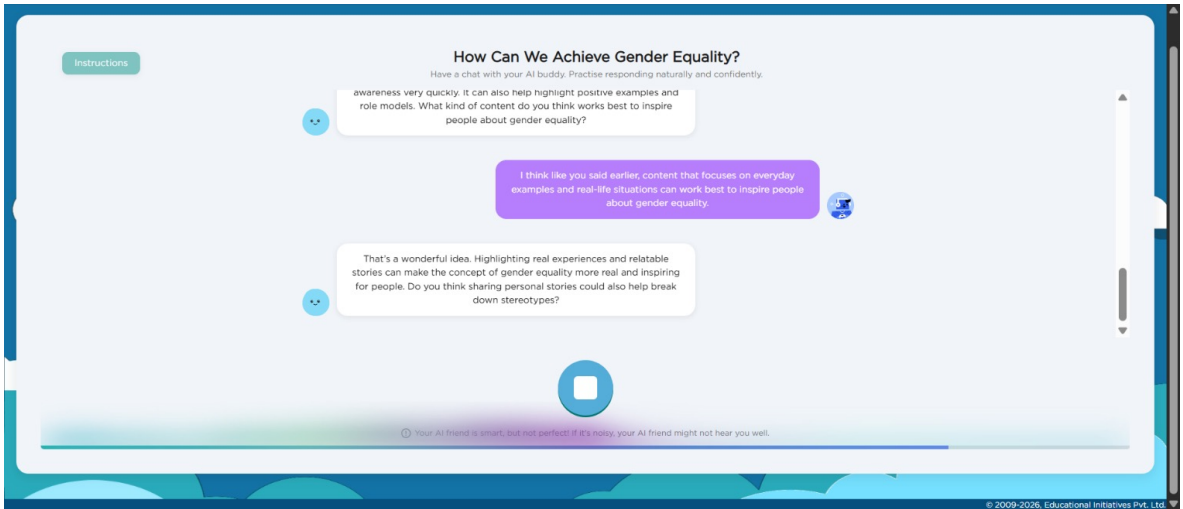 Instructions
How Can We Achieve Gender Equality?
Have a chat with your AI buddy. Practise responding naturally and confidently.
awareness very quickly. It can also help highlight positive examples and
role models. What kind of content do you think works best to inspire
people about gender equality?
I think like you said earlier, content that focuses on everyday
examples and real-life situations can work best to inspire people
about gender equality.
That's a wonderful idea. Highlighting real experiences and relatable
stories can make the concept of gender equality more real and inspiring
for people. Do you think sharing personal stories could also help break
down stereotypes?
Your AI friend is smart, but not perfect! If it's noisy, your AI friend might not hear you well.
© 2009-2026, Educational Initiatives Pvt. Ltd.